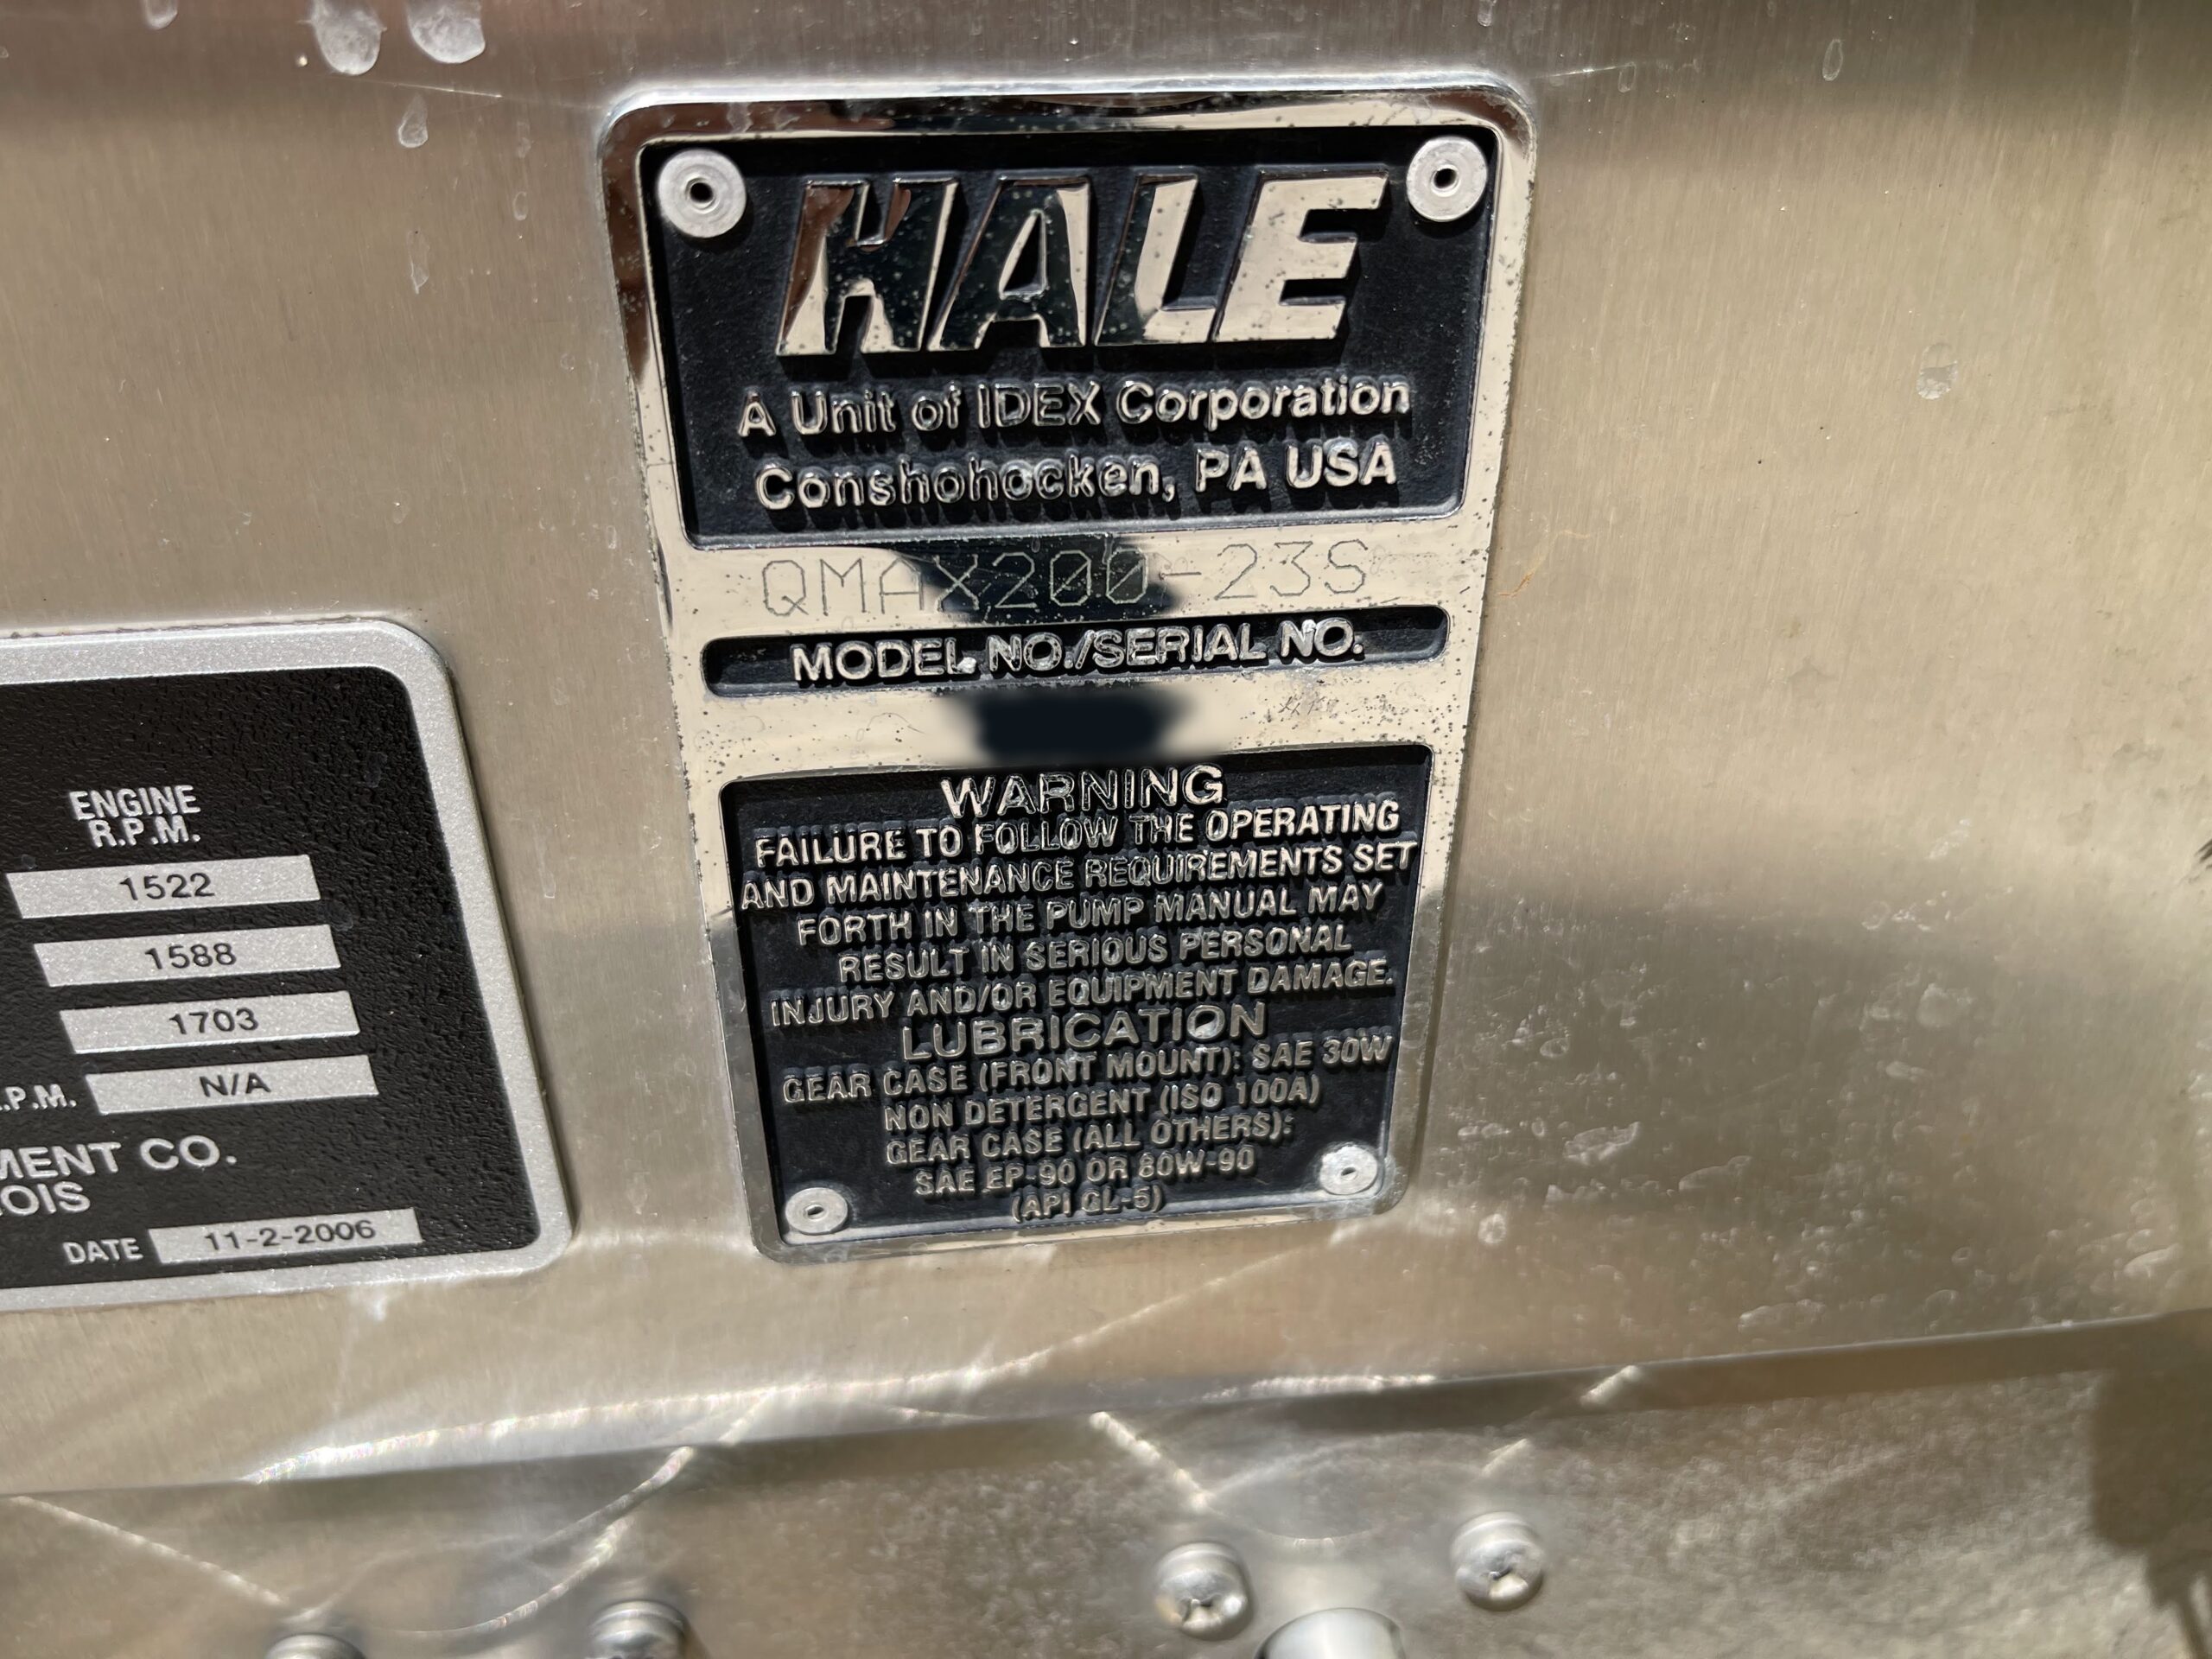 HALE
A Unit of IDEX Corporation
Conshohocken, PA USA
QMAX200-23S
MODEL NO./SERIAL NO.
WARNING
FAILURE TO FOLLOW THE OPERATING
AND MAINTENANCE REQUIREMENTS SET
FORTH IN THE PUMP MANUAL MAY
RESULT IN SERIOUS PERSONAL
INJURY AND/OR EQUIPMENT DAMAGE.
LUBRICATION
GEAR CASE (FRONT MOUNT): SAE 30W
NON DETERGENT (ISO 100A)
GEAR CASE (ALL OTHERS):
SAE EP-90 OR 80W-90
(API GL-5)
ENGINE
R.P.M.
1522
1588
1703
.P.M. N/A
MENT CO.
OIS
DATE 11-2-2006